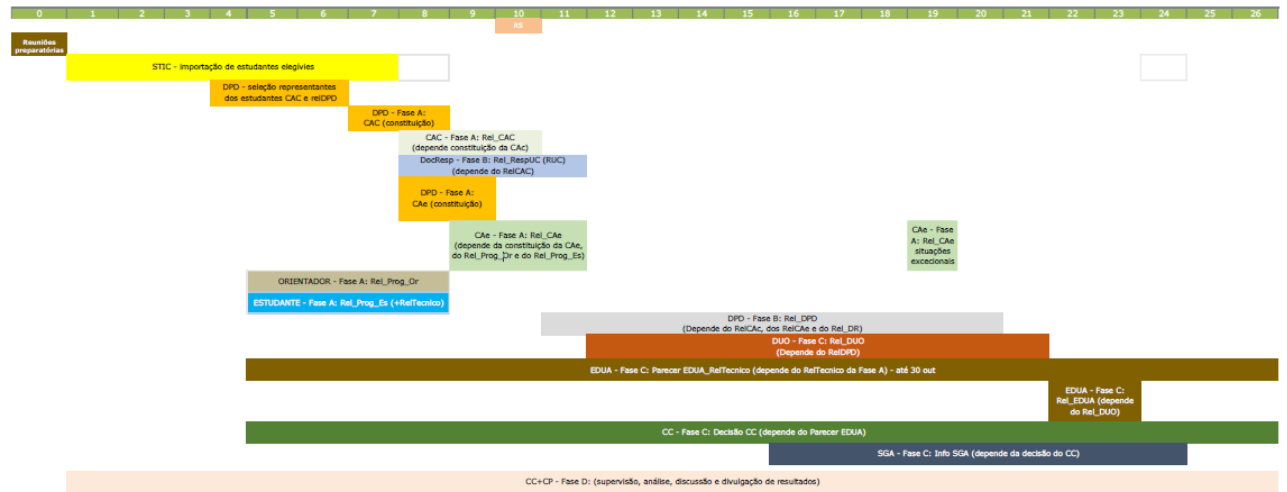 0 1 2 3 4 5 6 7 8 9 10 11 12 13 14 15 16 17 18 19 20 21 22 23 24 25 26
RS
Reuniões
preparatórias
STIC - importação de estudantes elegívies
DPD - seleção representantes
dos estudantes CAC e relDPD
DPD - Fase A:
CAC (constituição)
CAC - Fase A: Rel_CAC
(depende constituição da CAc)
DocResp - Fase B: Rel_RespUC (RUC)
(depende do RelCAC)
DPD - Fase A:
CAe (constituição)
CAe - Fase A: Rel_CAe
(depende da constituição da CAe,
do Rel_Prog_Or e do Rel_Prog_Es)
CAe - Fase
A: Rel_CAe
situações
excecionais
ORIENTADOR - Fase A: Rel_Prog_Or
ESTUDANTE - Fase A: Rel_Prog_Es (+RelTecnico)
DPD - Fase B: Rel_DPD
(Depende do RelCAc, dos RelCAe e do Rel_DR)
DUO - Fase C: Rel_DUO
(Depende do RelDPD)
EDUA - Fase C: Parecer EDUA_RelTecnico (depende do RelTecnico da Fase A) - até 30 out
EDUA - Fase C:
Rel_EDUA (depende
do Rel_DUO)
CC - Fase C: Decisão CC (depende do Parecer EDUA)
SGA - Fase C: Info SGA (depende da decisão do CC)
CC+CP - Fase D: (supervisão, análise, discussão e divulgação de resultados)